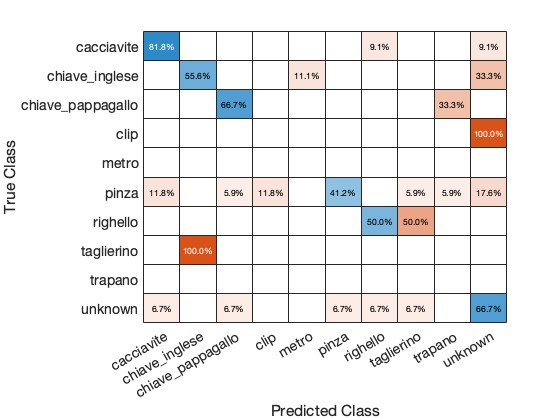 True Class
cacciavite 81.8% 9.1% 9.1%
chiave_inglese 55.6% 11.1% 33.3%
chiave_pappagallo 66.7% 33.3%
clip 100.0%
metro
pinza 11.8% 5.9% 11.8% 41.2% 5.9% 5.9% 17.6%
righello 50.0% 50.0%
taglierino 100.0%
trapano
unknown 6.7% 6.7% 6.7% 6.7% 6.7% 66.7%
cacciavite chiave_inglese chiave_pappagallo clip metro pinza righello taglierino trapano unknown
Predicted Class